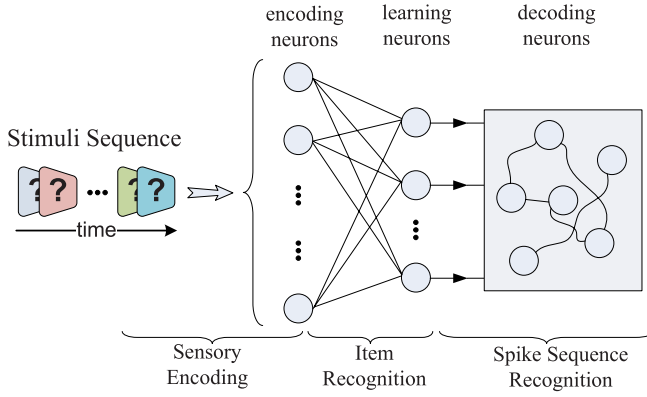 encoding
neurons
learning
neurons
decoding
neurons
Stimuli Sequence
? ? ? ?
time
Sensory
Encoding
Item
Recognition
Spike Sequence
Recognition